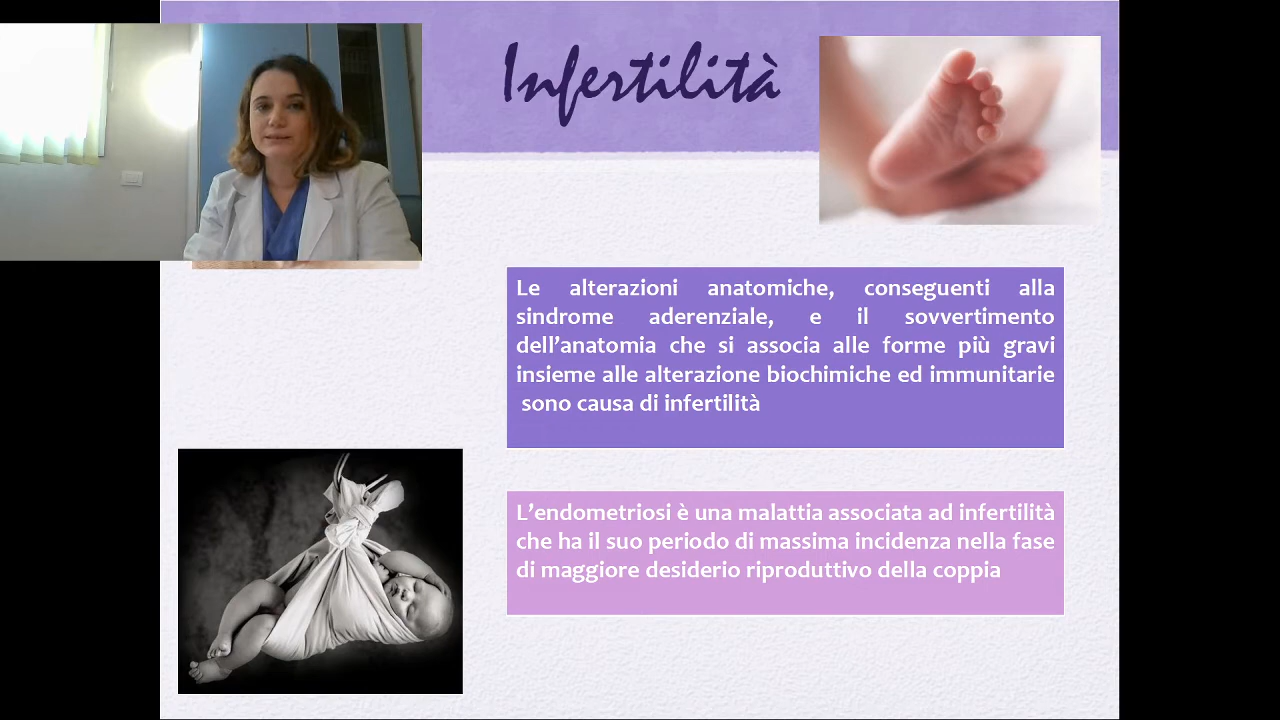 Infertilità
Le alterazioni anatomiche, conseguenti alla
sindrome aderenziale, e il sovvertimento
dell’anatomia che si associa alle forme più gravi
insieme alle alterazione biochimiche ed immunitarie
sono causa di infertilità
L’endometriosi è una malattia associata ad infertilità
che ha il suo periodo di massima incidenza nella fase
di maggiore desiderio riproduttivo della coppia